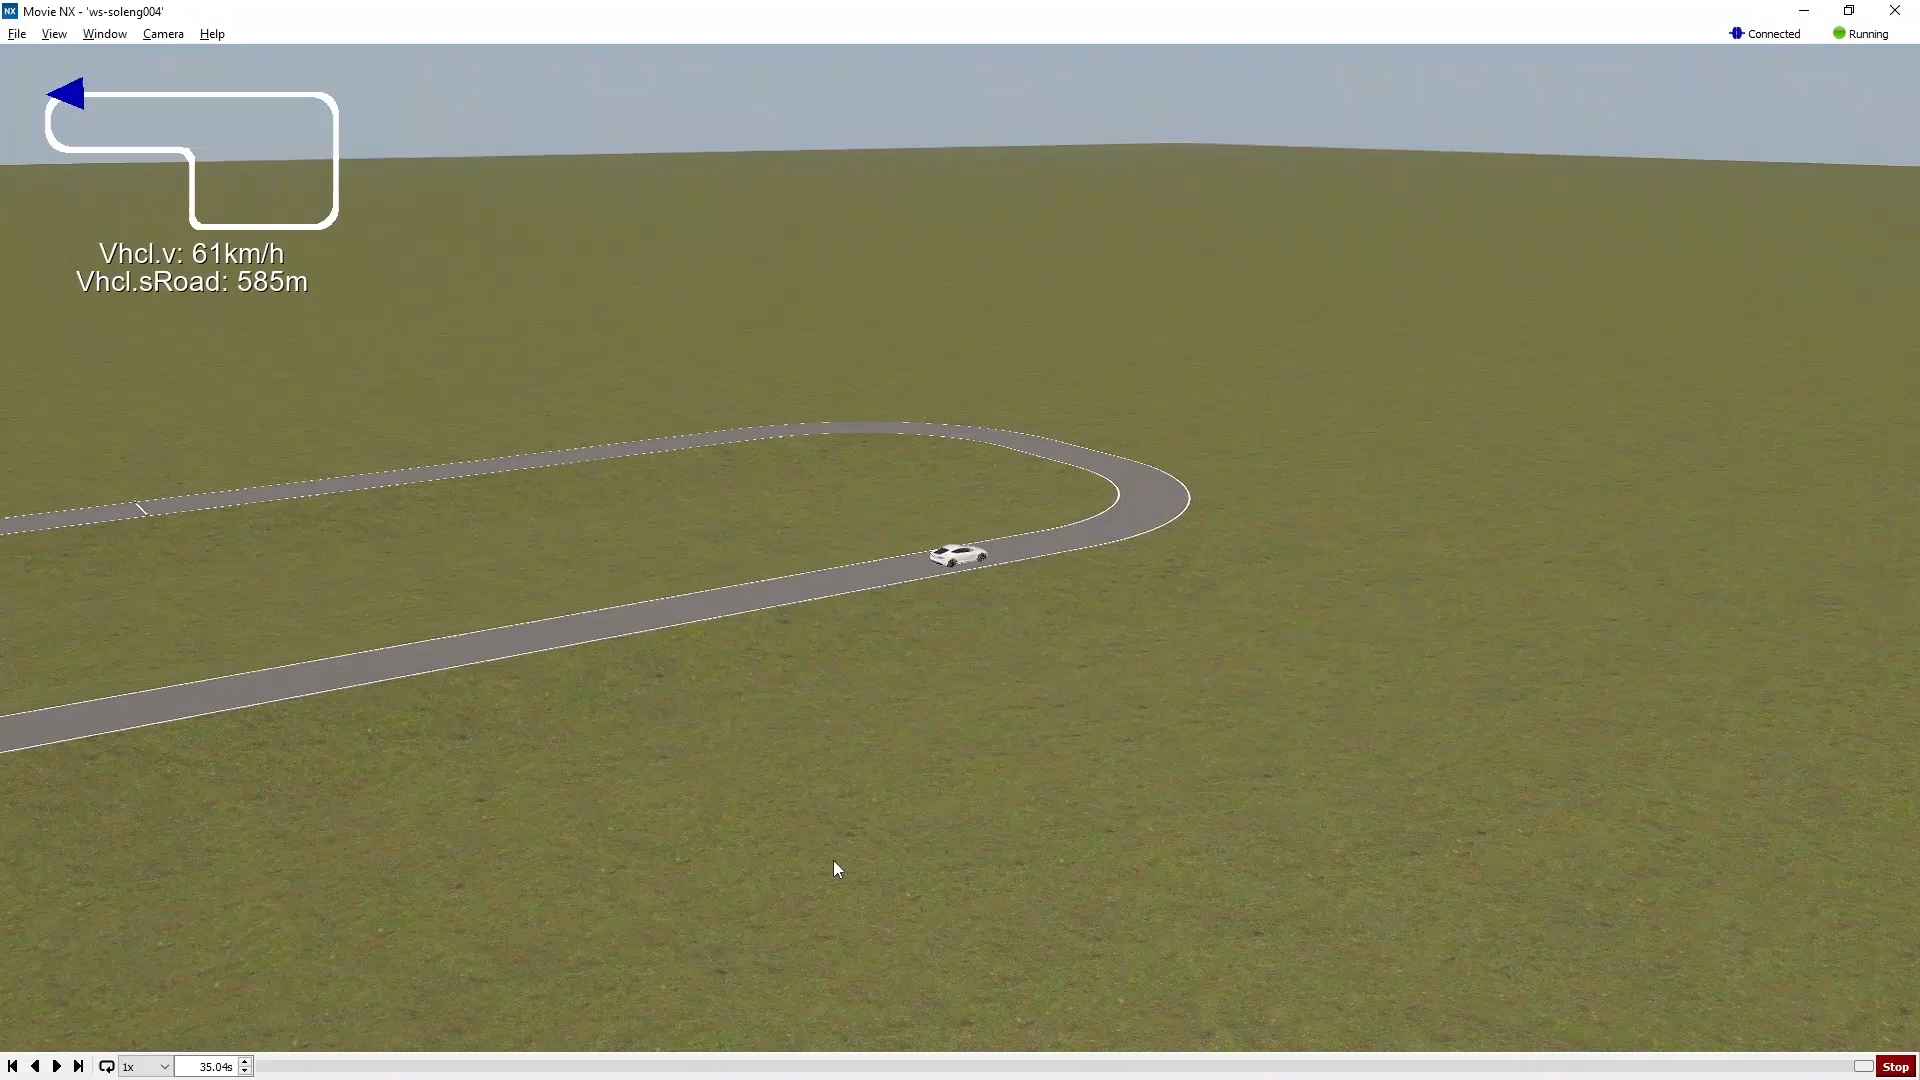 NX Movie NX - 'ws-soleng004'
File View Window Camera Help
Connected Running
Vhcl.v: 61km/h
Vhcl.sRoad: 585m
1x 35.04s Stop